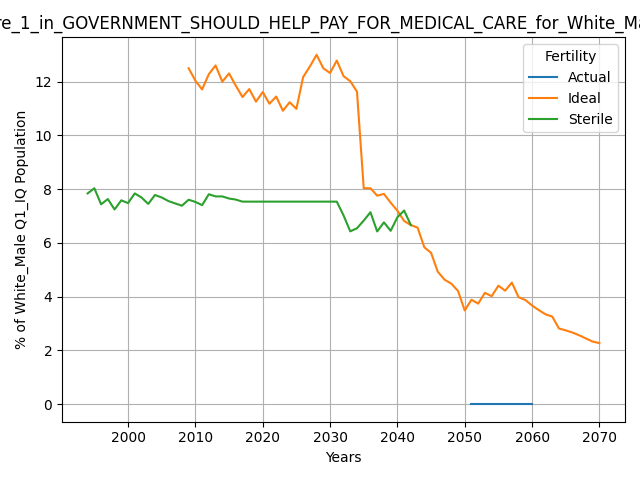 re_1_in_GOVERNMENT_SHOULD_HELP_PAY_FOR_MEDICAL_CARE_for_White_Ma
Fertility
Actual
Ideal
Sterile
% of White_Male Q1_IQ Population
12
10
8
6
4
2
0
2000 2010 2020 2030 2040 2050 2060 2070
Years